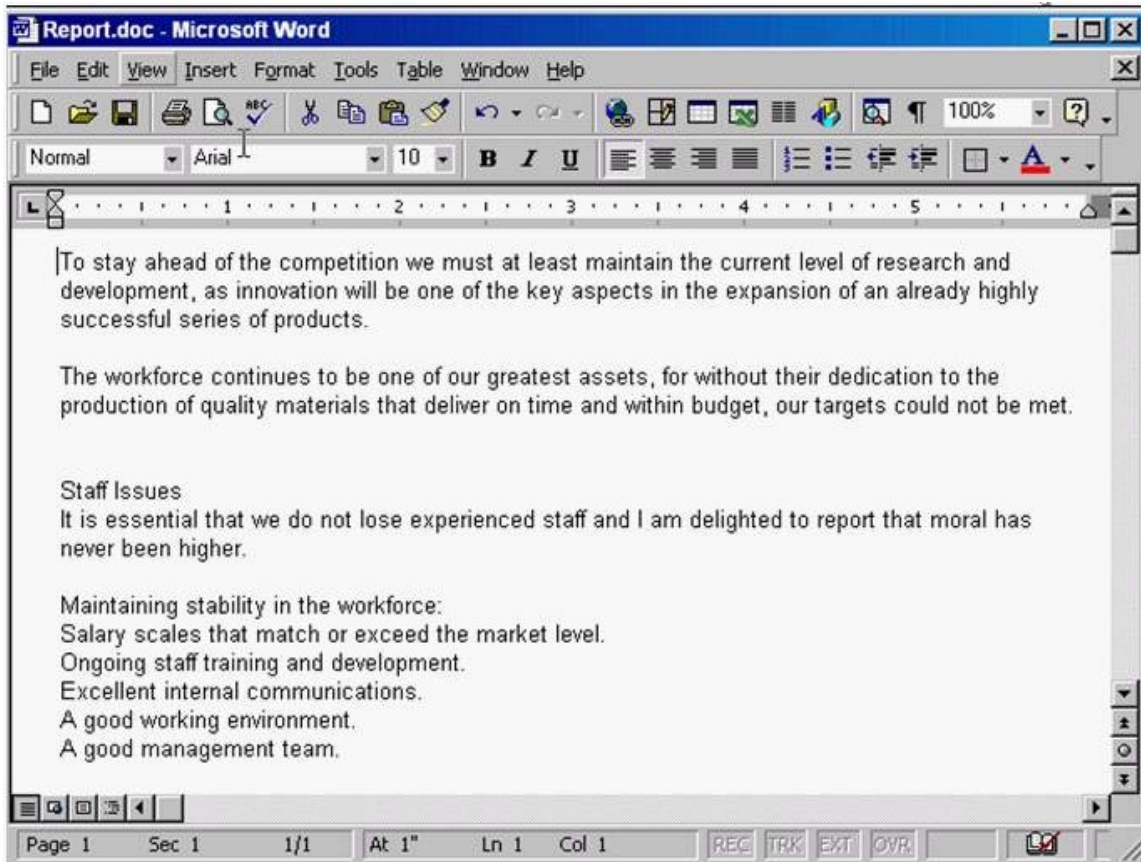 Report.doc - Microsoft Word
File Edit View Insert Format Tools Table Window Help
ABC 100%
Normal Arial 10 B I U A
1 2 3 4 5
To stay ahead of the competition we must at least maintain the current level of research and
development, as innovation will be one of the key aspects in the expansion of an already highly
successful series of products.
The workforce continues to be one of our greatest assets, for without their dedication to the
production of quality materials that deliver on time and within budget, our targets could not be met.
Staff Issues
It is essential that we do not lose experienced staff and I am delighted to report that moral has
never been higher.
Maintaining stability in the workforce:
Salary scales that match or exceed the market level.
Ongoing staff training and development.
Excellent internal communications.
A good working environment.
A good management team.
Page 1 Sec 1 1/1 At 1" Ln 1 Col 1 REC TRK EXT OVR